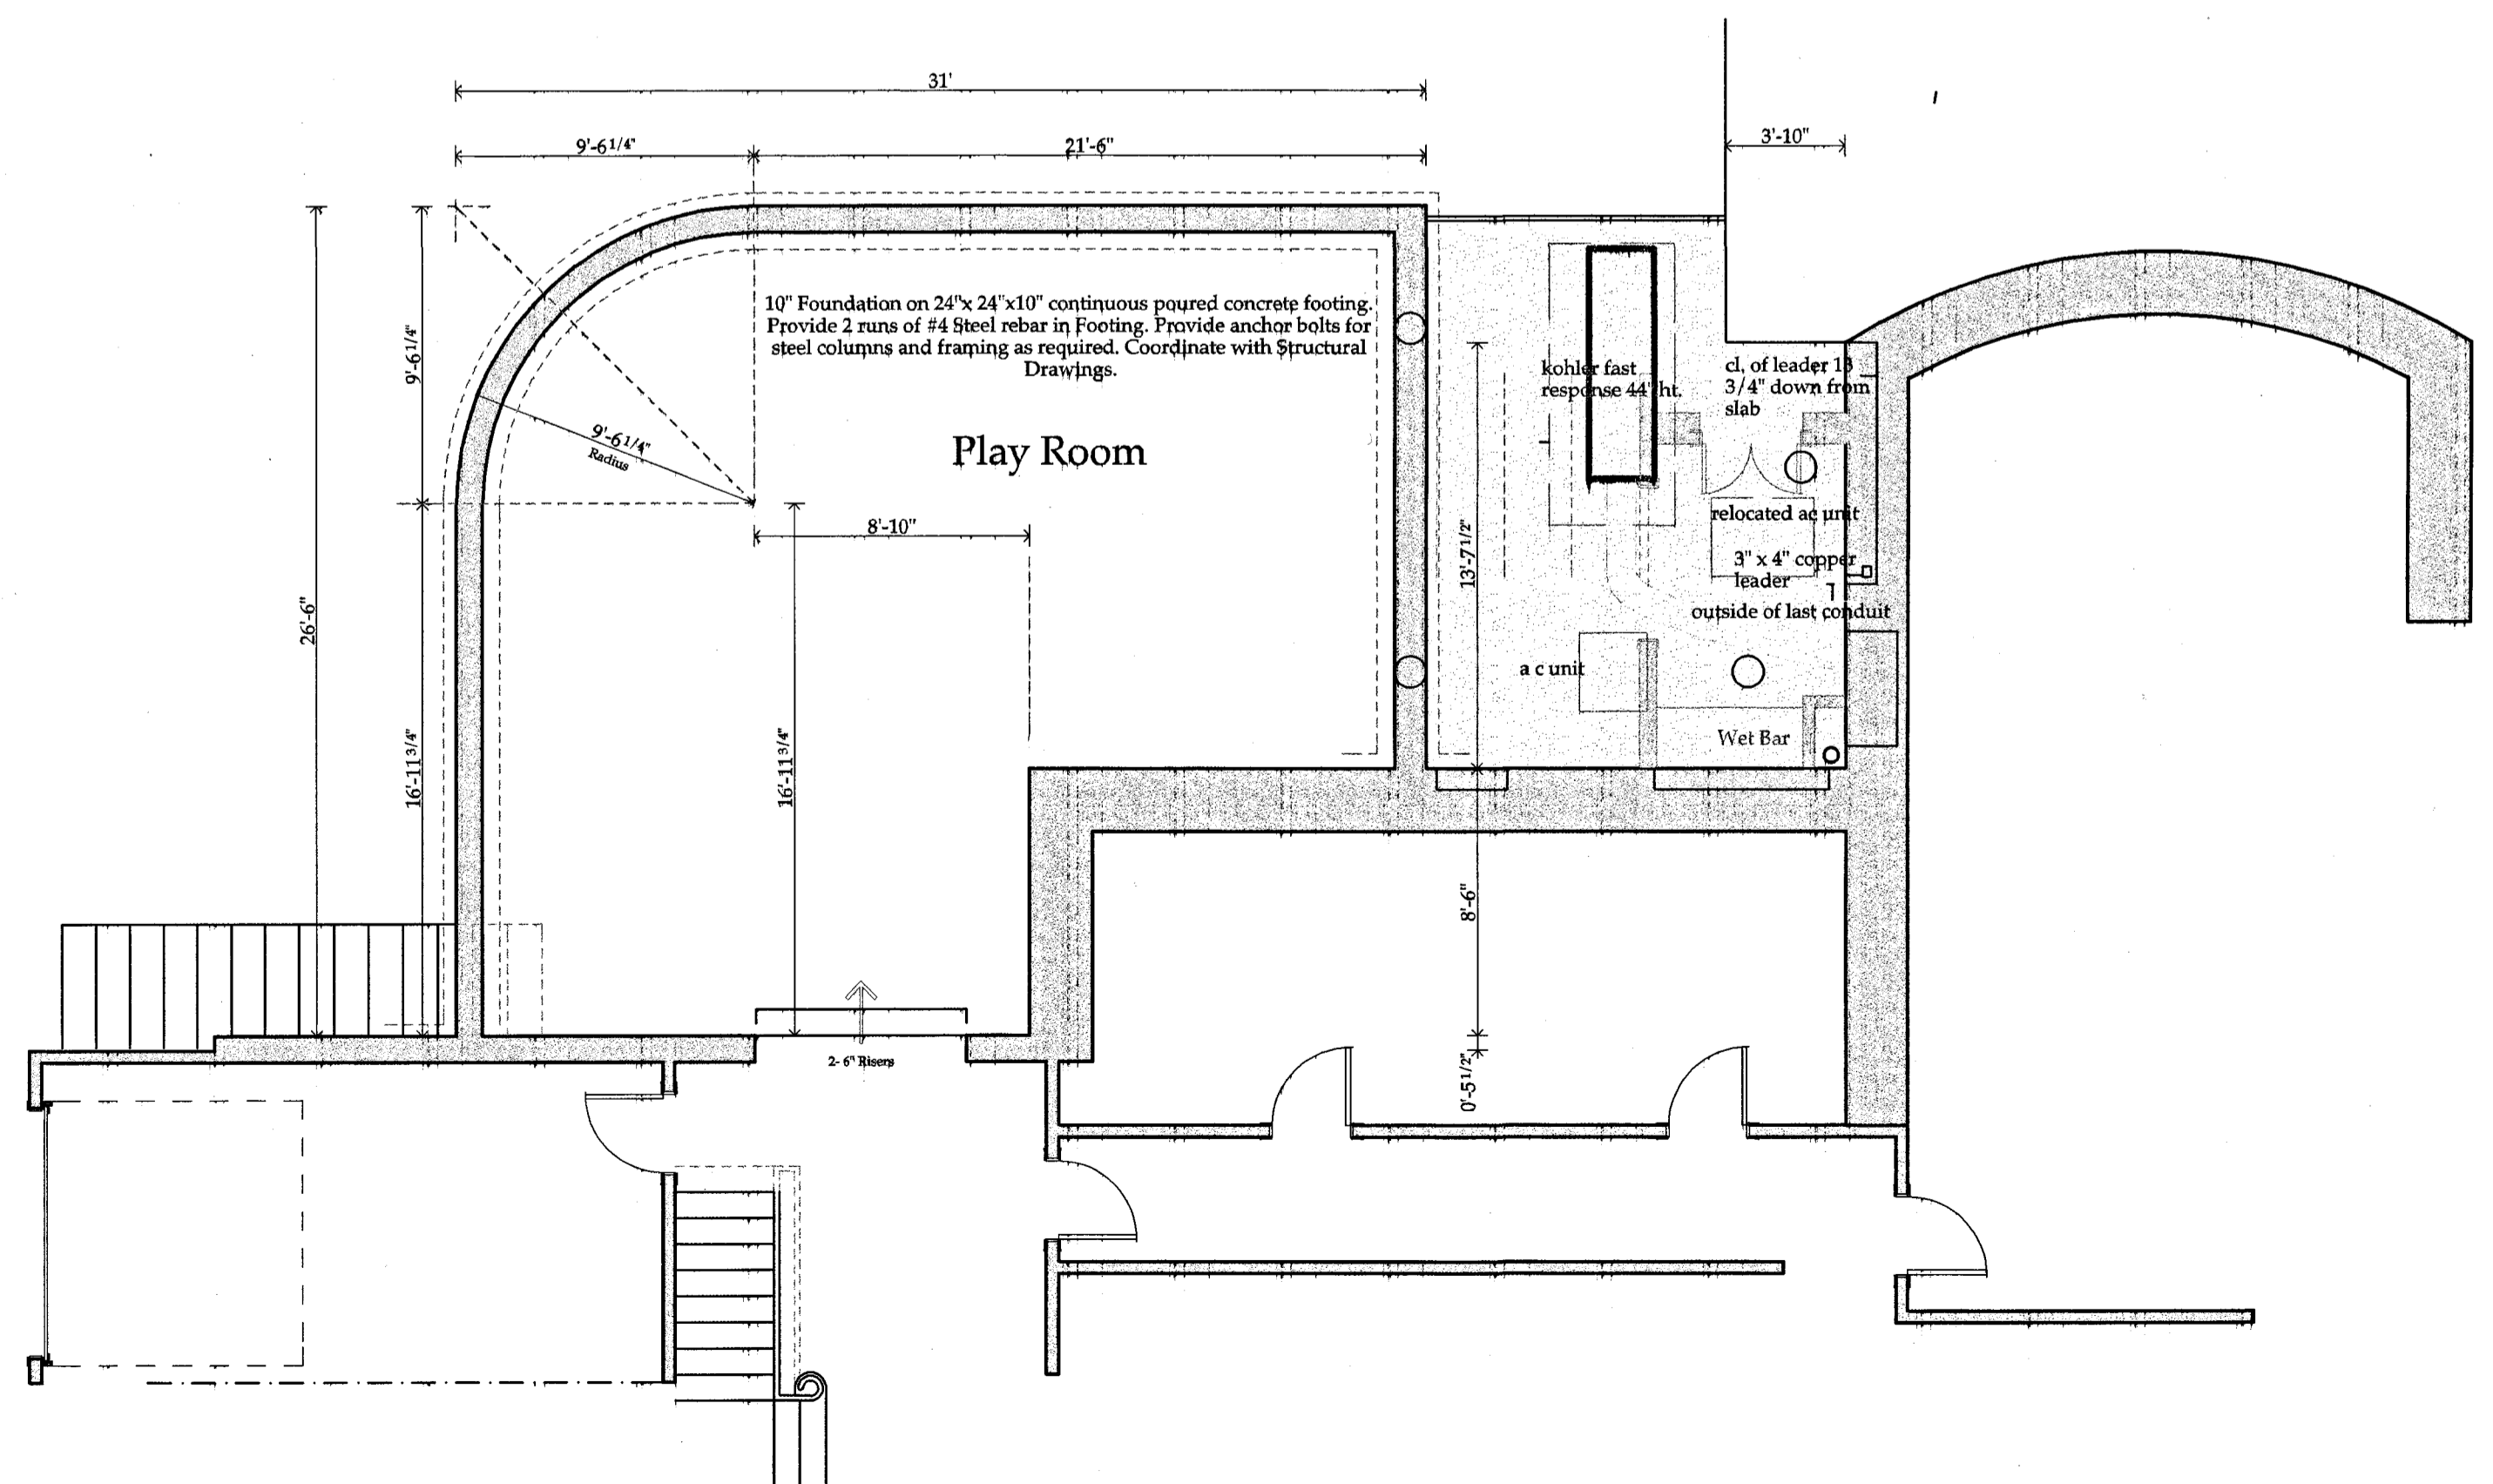 31'
9'-6 1/4"
21'-6"
3'-10"
10" Foundation on 24"x 24"x10" continuous poured concrete footing.
Provide 2 runs of #4 Steel rebar in Footing. Provide anchor bolts for
steel columns and framing as required. Coordinate with Structural
Drawings.
9'-6 1/4"
kohler fast
response 44" ht.
cl, of leader 13
3/4" down from
slab
9'-6 1/4"
Radius
Play Room
8'-10"
relocated ac unit
13'-7 1/2"
3" x 4" copper
leader
outside of last conduit
26'-6"
a c unit
16'-11 3/4"
16'-11 3/4"
Wet Bar
8'-6"
2- 6" Risers
0'-5 1/2"